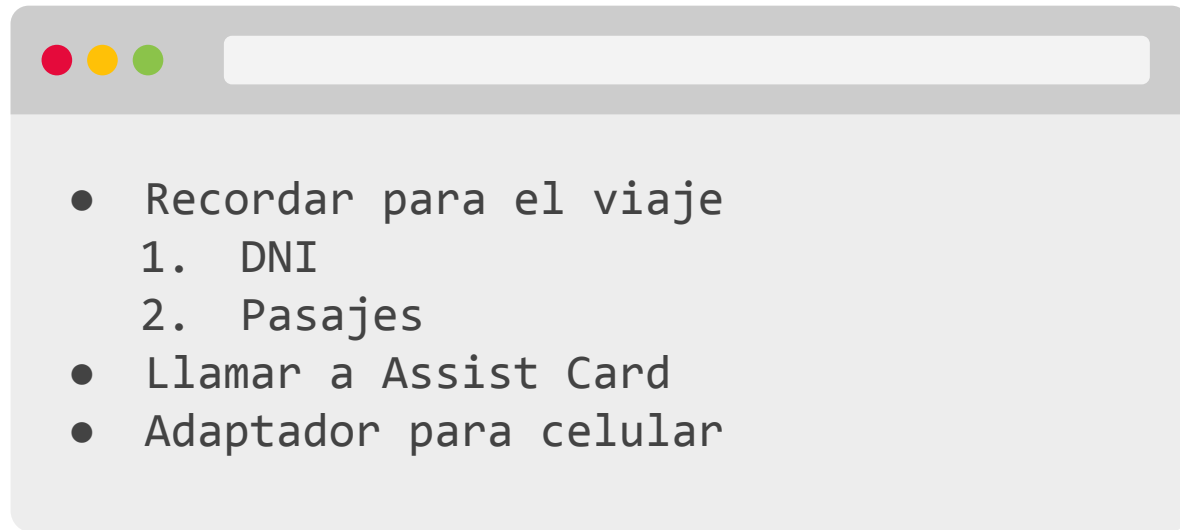 ● Recordar para el viaje
1. DNI
2. Pasajes
● Llamar a Assist Card
● Adaptador para celular